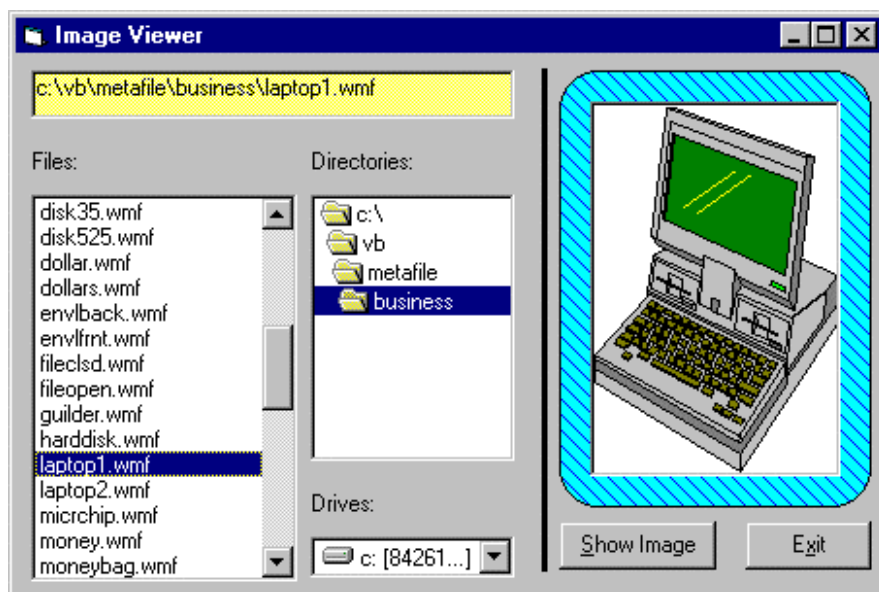 Image Viewer
c:\vb\metafile\business\laptop1.wmf
Files:
disk35.wmf
disk525.wmf
dollar.wmf
dollars.wmf
envlback.wmf
envlfrnt.wmf
fileclsd.wmf
fileopen.wmf
guilder.wmf
harddisk.wmf
laptop1.wmf
laptop2.wmf
micrchip.wmf
money.wmf
moneybag.wmf
Directories:
c:\
vb
metafile
business
Drives:
c: [84261...]
Show Image
Exit